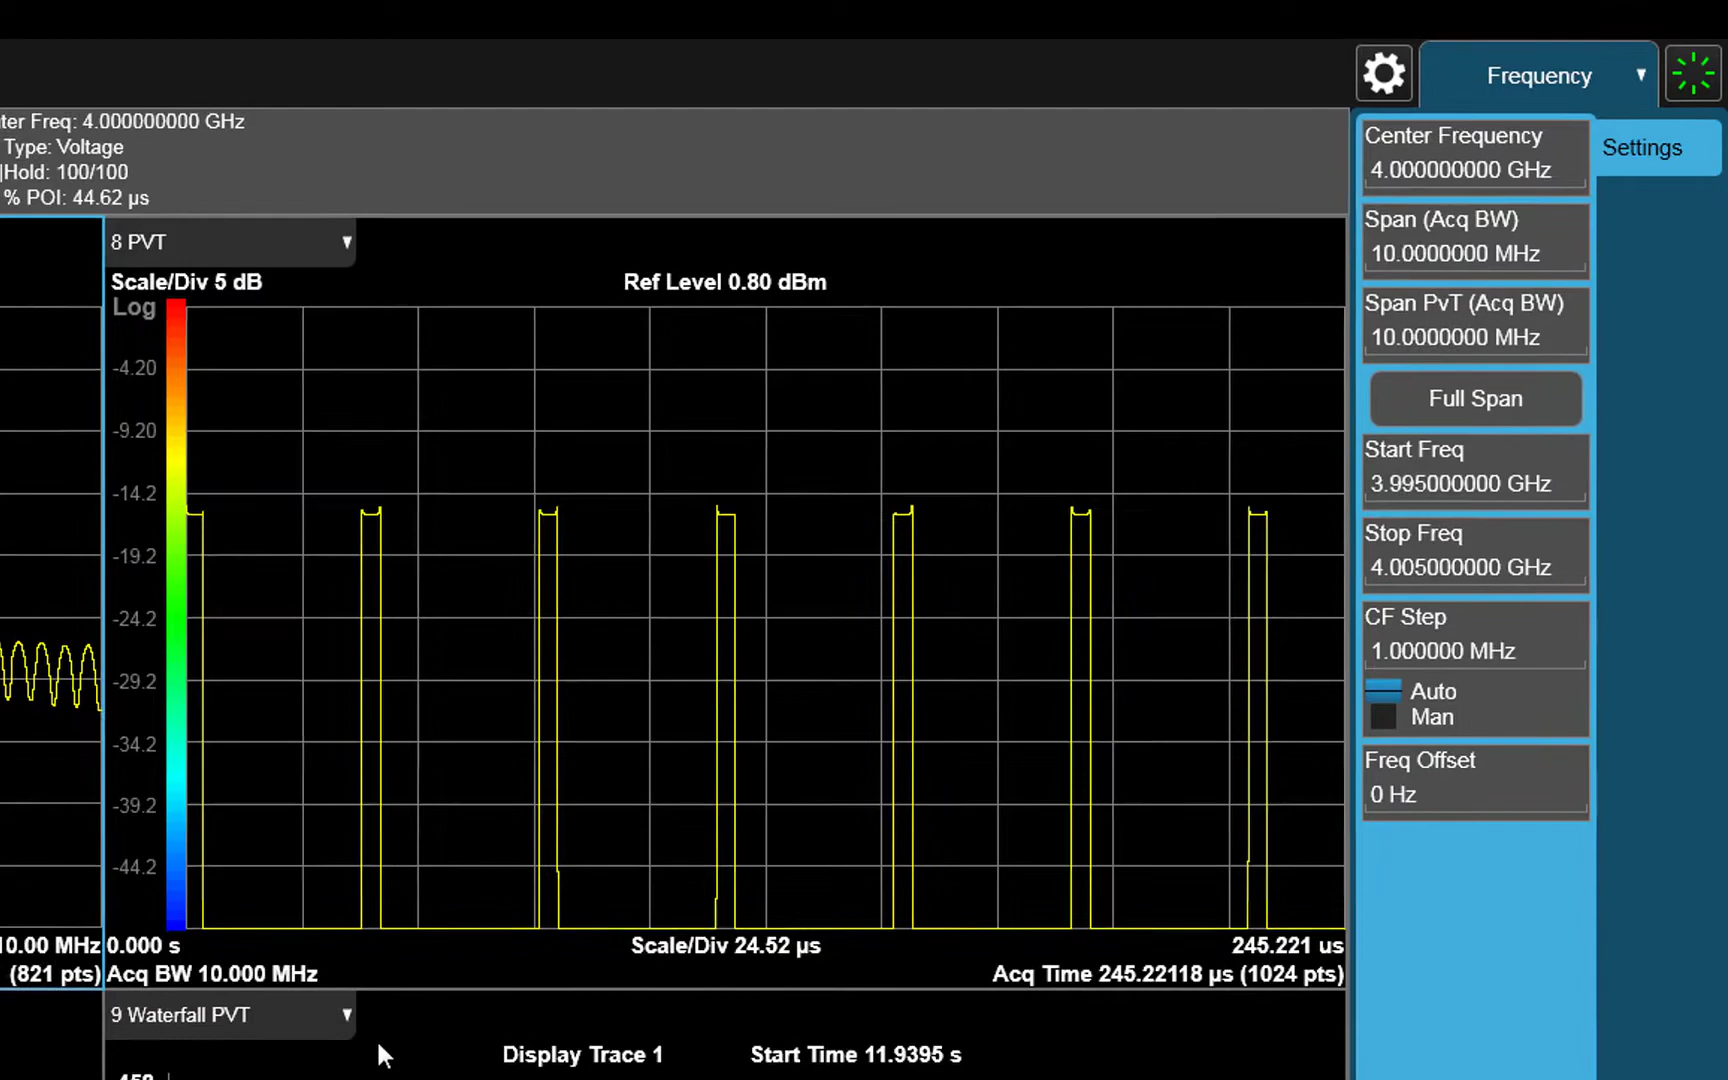 Frequency
ter Freq: 4.000000000 GHz
Type: Voltage
|Hold: 100/100
% POI: 44.62 µs
Settings
Center Frequency
4.000000000 GHz
Span (Acq BW)
10.0000000 MHz
Span PvT (Acq BW)
10.0000000 MHz
Full Span
Start Freq
3.995000000 GHz
Stop Freq
4.005000000 GHz
CF Step
1.000000 MHz
Auto
Man
Freq Offset
0 Hz
8 PVT
Scale/Div 5 dB
Ref Level 0.80 dBm
Log
-4.20
-9.20
-14.2
-19.2
-24.2
-29.2
-34.2
-39.2
-44.2
0.00 MHz
(821 pts)
0.000 s
Scale/Div 24.52 µs
245.221 us
Acq BW 10.000 MHz
Acq Time 245.22118 µs (1024 pts)
9 Waterfall PVT
Display Trace 1
Start Time 11.9395 s